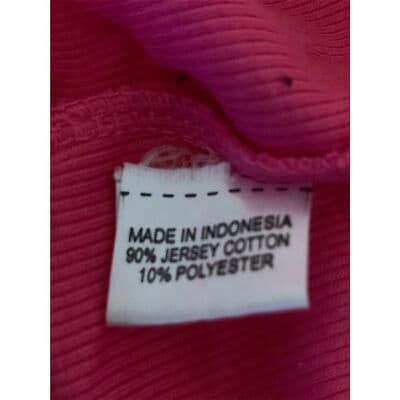 MADE IN INDONESIA
90% JERSEY COTTON
10% POLYESTER